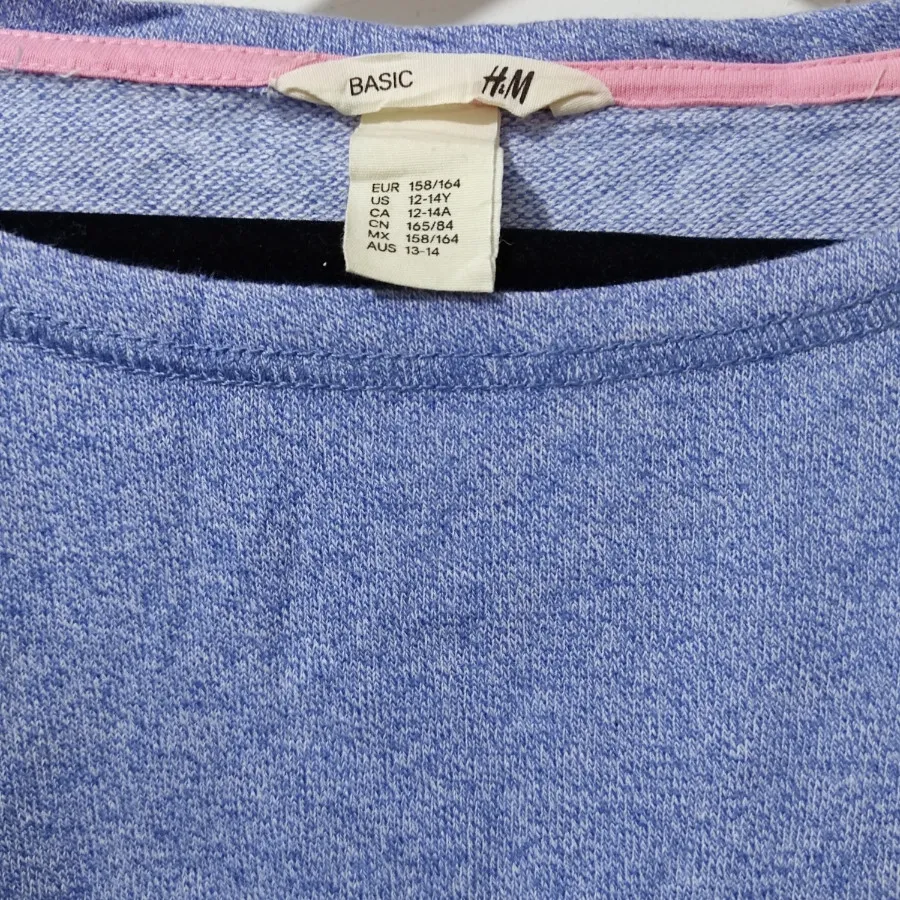 BASIC H&M
EUR 158/164
US 12-14Y
CA 12-14A
CN 165/84
MX 158/164
AUS 13-14